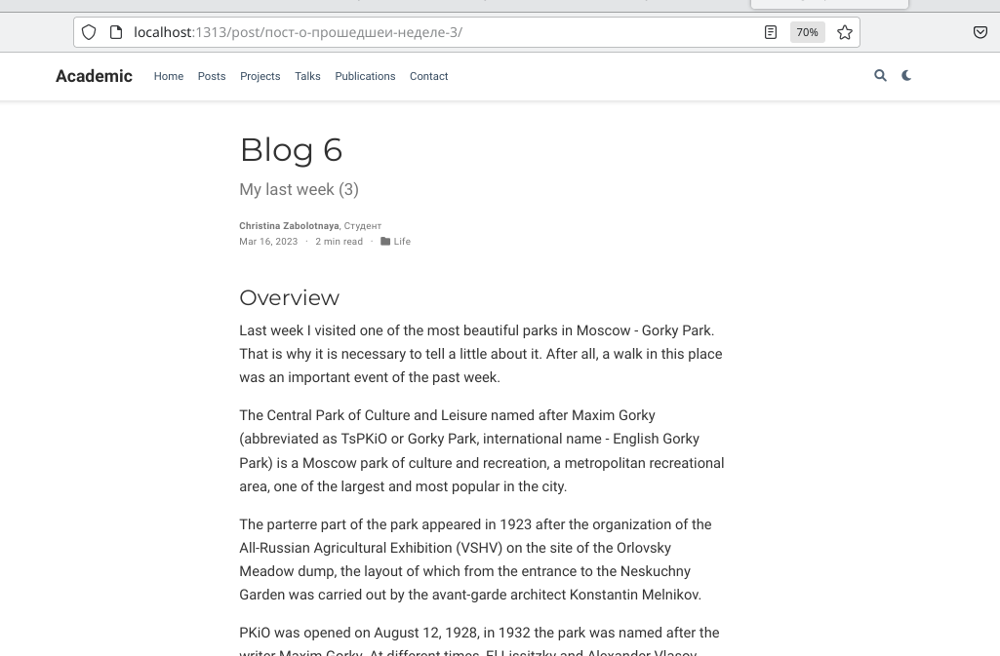 localhost:1313/post/пост-о-прошедшеи-неделе-3/
70%
Academic Home Posts Projects Talks Publications Contact
Blog 6
My last week (3)
Christina Zabolotnaya, Студент
Mar 16, 2023 · 2 min read · Life
Overview
Last week I visited one of the most beautiful parks in Moscow - Gorky Park.
That is why it is necessary to tell a little about it. After all, a walk in this place
was an important event of the past week.
The Central Park of Culture and Leisure named after Maxim Gorky
(abbreviated as TsPKiO or Gorky Park, international name - English Gorky
Park) is a Moscow park of culture and recreation, a metropolitan recreational
area, one of the largest and most popular in the city.
The parterre part of the park appeared in 1923 after the organization of the
All-Russian Agricultural Exhibition (VSHV) on the site of the Orlovsky
Meadow dump, the layout of which from the entrance to the Neskuchny
Garden was carried out by the avant-garde architect Konstantin Melnikov.
PKiO was opened on August 12, 1928, in 1932 the park was named after the
writer Maxim Gorky. At different times, El Lissitzky and Alexander Vlasov